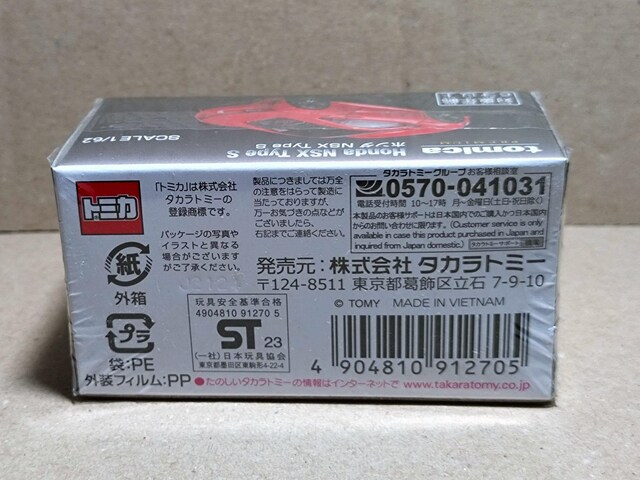 SCALE 1/62
Honda NSX Type S
ホンダ NSX Type S
tomica
トミカ
「トミカ」は株式会社
タカラトミーの
登録商標です。
パッケージの写真や
イラストと異なる
場合がございますが
ご了承ください。
紙
外箱
プラ
袋:PE
外装フィルム:PP
製品につきましては万全
の注意をはらって製造に
当たっておりますが、
万一お気づきの点などが
ございましたら、
右記までご連絡ください。
タカラトミーグループお客様相談室
0570-041031
電話受付時間 10〜17時 月〜金曜日(土・日・祝日除く)
本製品のお客様サポートは日本国内でのご購入かつ日本国内
からのお問い合わせに限ります。(Customer service is only
available in case this product purchased in Japan and
inquired from Japan domestic.)
発売元:株式会社 タカラトミー
〒124-8511 東京都葛飾区立石 7-9-10
© TOMY MADE IN VIETNAM
玩具安全基準合格
4904810 91270 5
ST 23
(一社)日本玩具協会
東京都墨田区東駒形4-22-4
4 904810 912705
●たのしいタカラトミーの情報はインターネットで www.takaratomy.co.jp